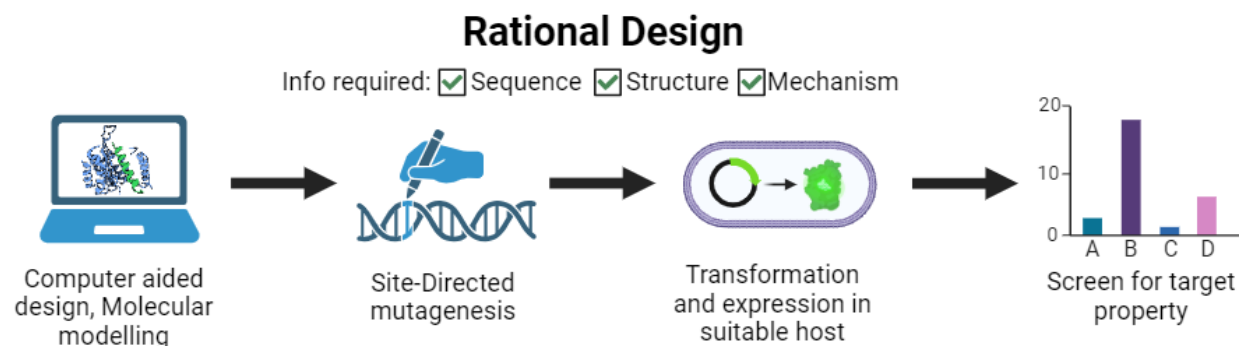 Rational Design
Info required: Sequence Structure Mechanism
Computer aided
design, Molecular
modelling
Site-Directed
mutagenesis
Transformation
and expression in
suitable host
20
10
0
A B C D
Screen for target
property